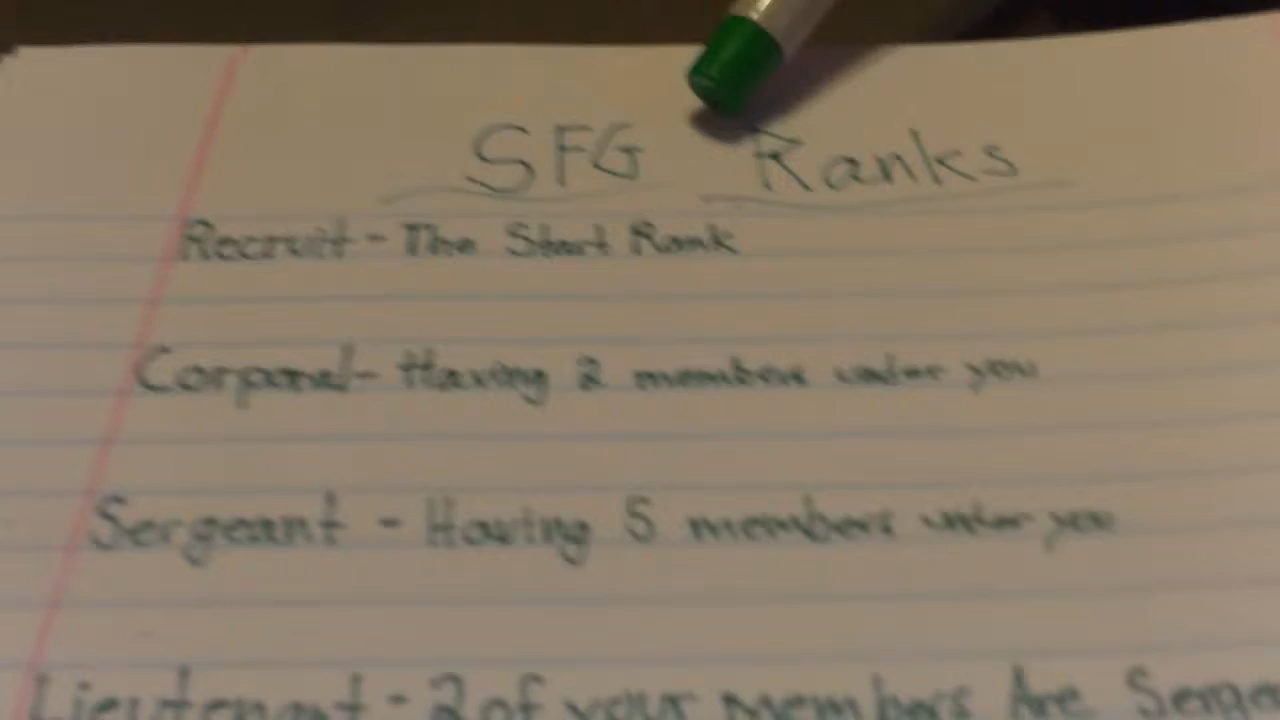 SFG Ranks
Recruit - The Start Rank
Corporal - Having 2 members under you
Sergeant - Having 5 members under you
Lieutenant - 2 of your members Are